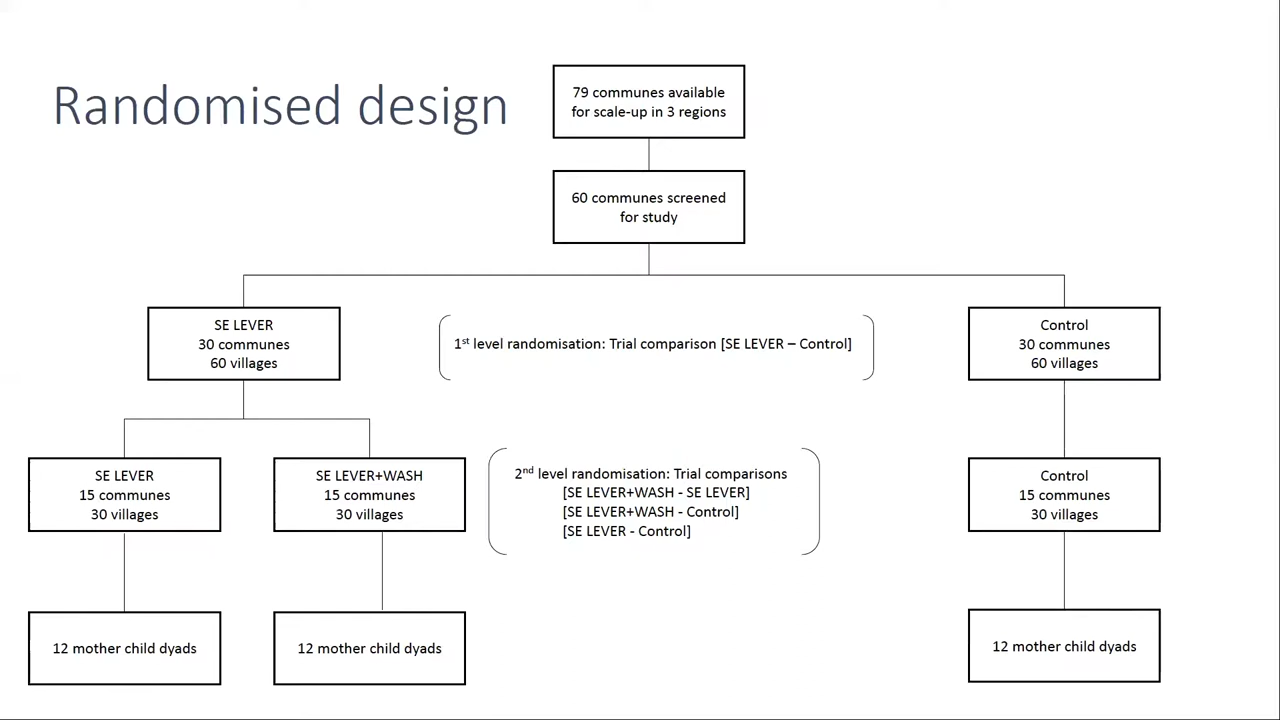 Randomised design
79 communes available
for scale-up in 3 regions
60 communes screened
for study
SE LEVER
30 communes
60 villages
1st level randomisation: Trial comparison [SE LEVER – Control]
Control
30 communes
60 villages
SE LEVER
15 communes
30 villages
SE LEVER+WASH
15 communes
30 villages
2nd level randomisation: Trial comparisons
[SE LEVER+WASH - SE LEVER]
[SE LEVER+WASH - Control]
[SE LEVER - Control]
Control
15 communes
30 villages
12 mother child dyads
12 mother child dyads
12 mother child dyads